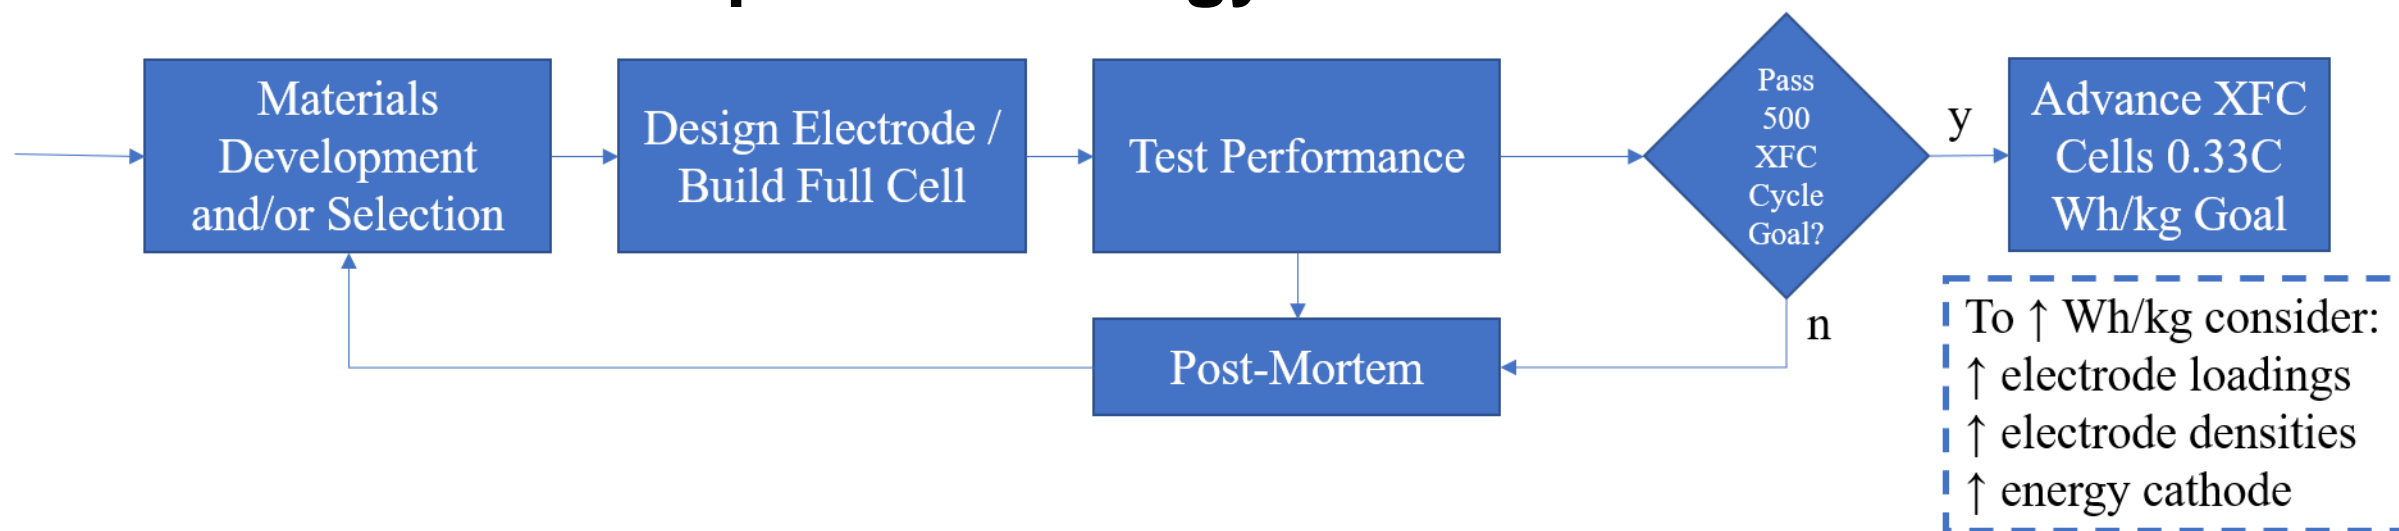 Materials
Development
and/or Selection
Design Electrode /
Build Full Cell
Test Performance
Pass
500
XFC
Cycle
Goal?
y
Advance XFC
Cells 0.33C
Wh/kg Goal
n
Post-Mortem
To ↑ Wh/kg consider:
↑ electrode loadings
↑ electrode densities
↑ energy cathode